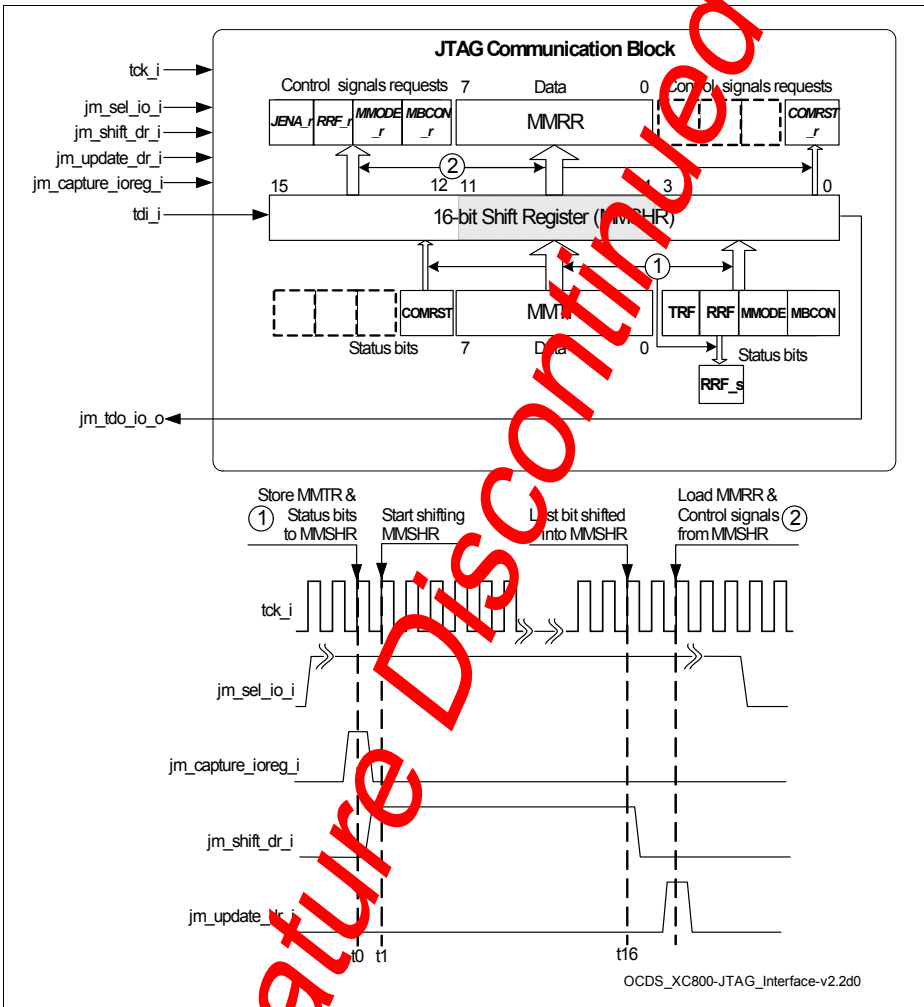 JTAG Communication Block
tck_i
jm_sel_io_i
jm_shift_dr_i
jm_update_dr_i
jm_capture_ioreg_i
tdi_i
Control signals requests
7 Data 0
signals requests
JENA_r RRF_r MMODE_r MBCON_r
MMRR
COMRST_r
2
15 12 11 3 0
16-bit Shift Register (MMSHR)
1
COMRST
TRF RRF MMODE MBCON
Status bits
7 0
Status bits
RRF_s
jm_tdo_io_o
1 Store MMTR & Status bits to MMSHR
Start shifting MMSHR
bit shifted into MMSHR
Load MMRR & Control signals from MMSHR 2
tck_i
jm_sel_io_i
jm_capture_ioreg_i
jm_shift_dr_i
t0 t1 t16
OCDS_XC800-JTAG_Interface-v2.2d0
ature Discontinued